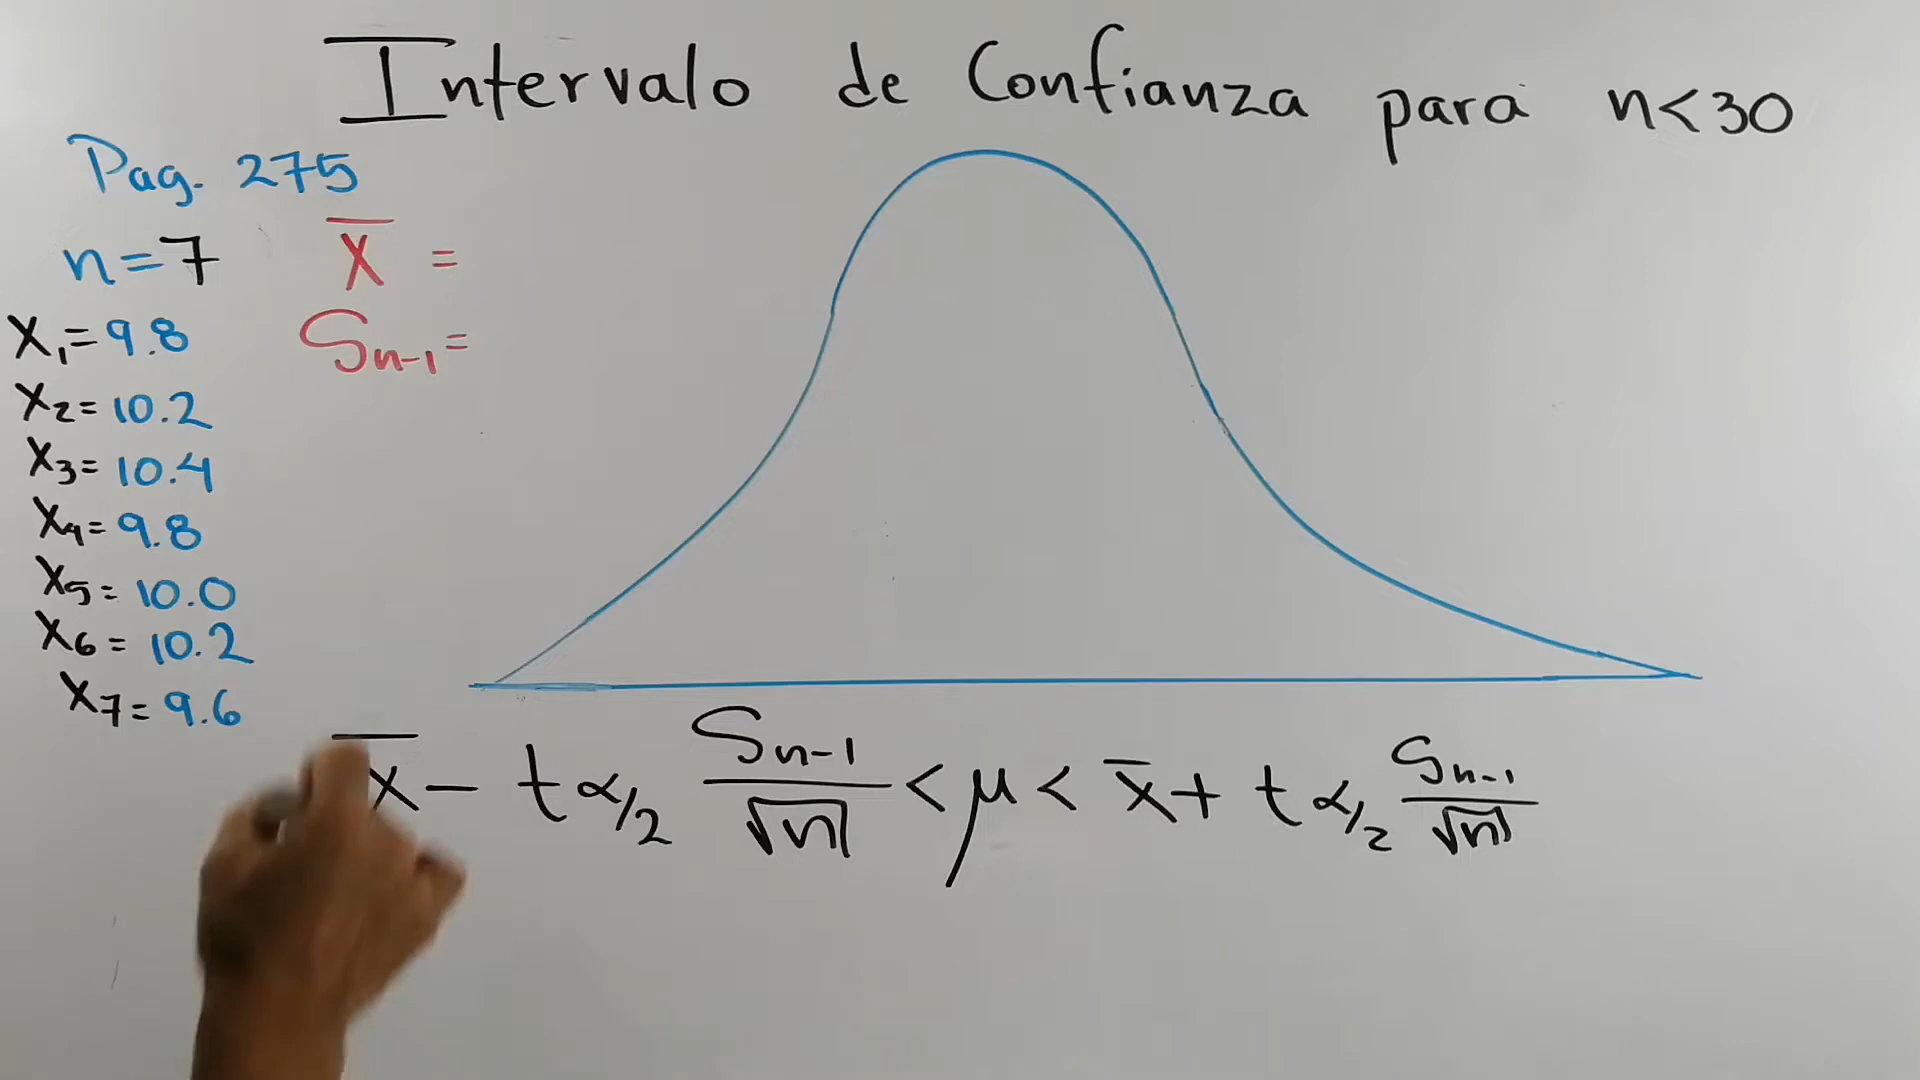 Intervalo de Confianza para n<30
Pag. 275
n=7
X̄ =
Sn-1=
X1=9.8
X2=10.2
X3=10.4
X4=9.8
X5=10.0
X6=10.2
X7=9.6
x̄ - tα/2 Sn-1/√n < μ < x̄ + tα/2 Sn-1/√n